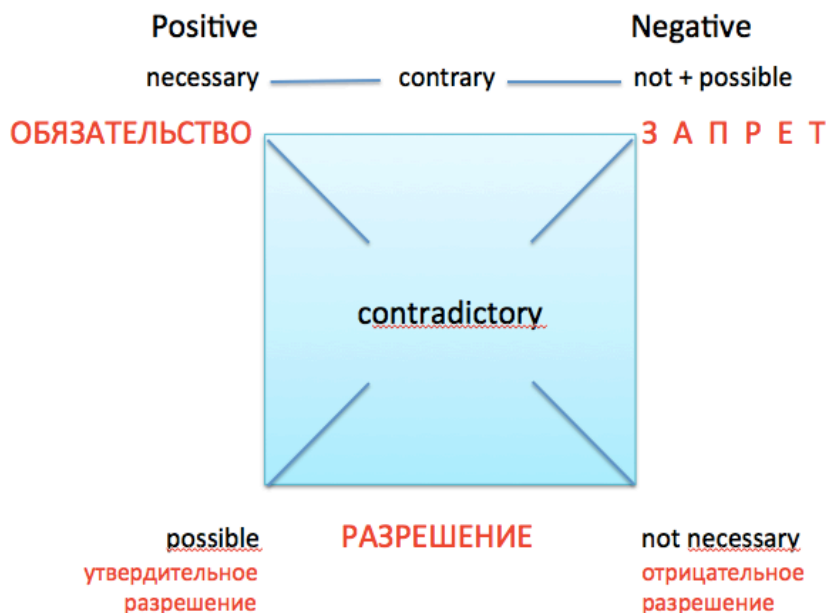 Positive Negative
necessary contrary not + possible
ОБЯЗАТЕЛЬСТВО З А П Р Е Т
contradictory
possible РАЗРЕШЕНИЕ not necessary
утвердительное отрицательное
разрешение разрешение